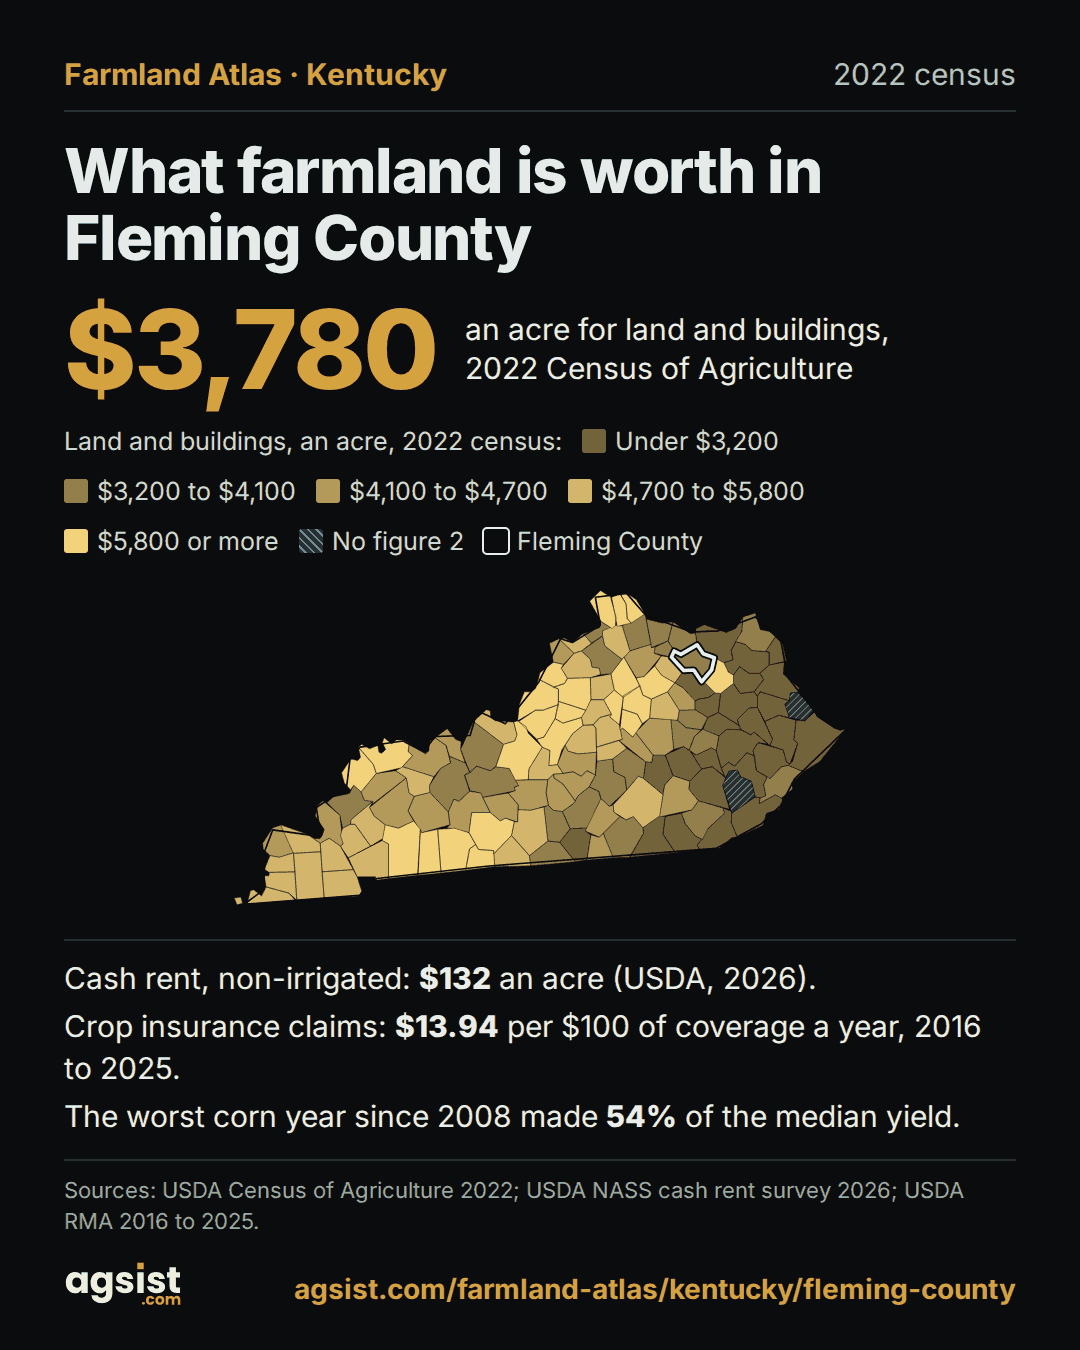 Farmland Atlas · Kentucky
2022 census
What farmland is worth in
Fleming County
$3,780
an acre for land and buildings,
2022 Census of Agriculture
Land and buildings, an acre, 2022 census: Under $3,200
$3,200 to $4,100 $4,100 to $4,700 $4,700 to $5,800
$5,800 or more No figure 2 Fleming County
Cash rent, non-irrigated: $132 an acre (USDA, 2026).
Crop insurance claims: $13.94 per $100 of coverage a year, 2016
to 2025.
The worst corn year since 2008 made 54% of the median yield.
Sources: USDA Census of Agriculture 2022; USDA NASS cash rent survey 2026; USDA
RMA 2016 to 2025.
agsist
.com
agsist.com/farmland-atlas/kentucky/fleming-county